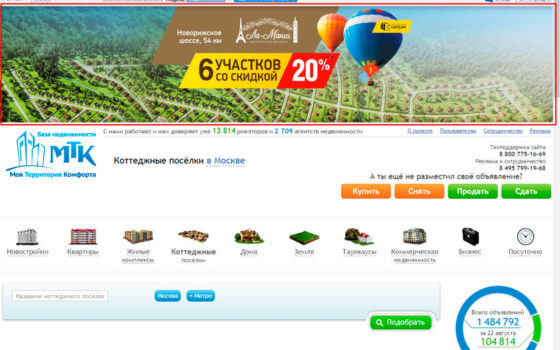 Новорижское
шоссе, 54 км
Ла-Манш
6 УЧАСТКОВ
СО СКИДКОЙ
20%
База недвижимости
МТК
Моя Территория Комфорта
С нами работают и нам доверяют уже 13 814 риелторов и 2 709 агентств недвижимости
О проекте Пользователям Сотрудничество Реклама
Коттеджные посёлки в Москве
Техподдержка сайта
8 800 775-16-69
Реклама и сотрудничество
8 495 799-19-68
А ты ещё не разместил своё объявление?
Купить Снять Продать Сдать
Новостройки Квартиры Жилые комплексы Коттеджные посёлки Дома Земля Таунхаусы Коммерческая недвижимость Бизнес Посуточно
Название коттеджного посёлка Москва + Метро
Подобрать
Всего объявлений
1 484 792
за 22 августа
104 814